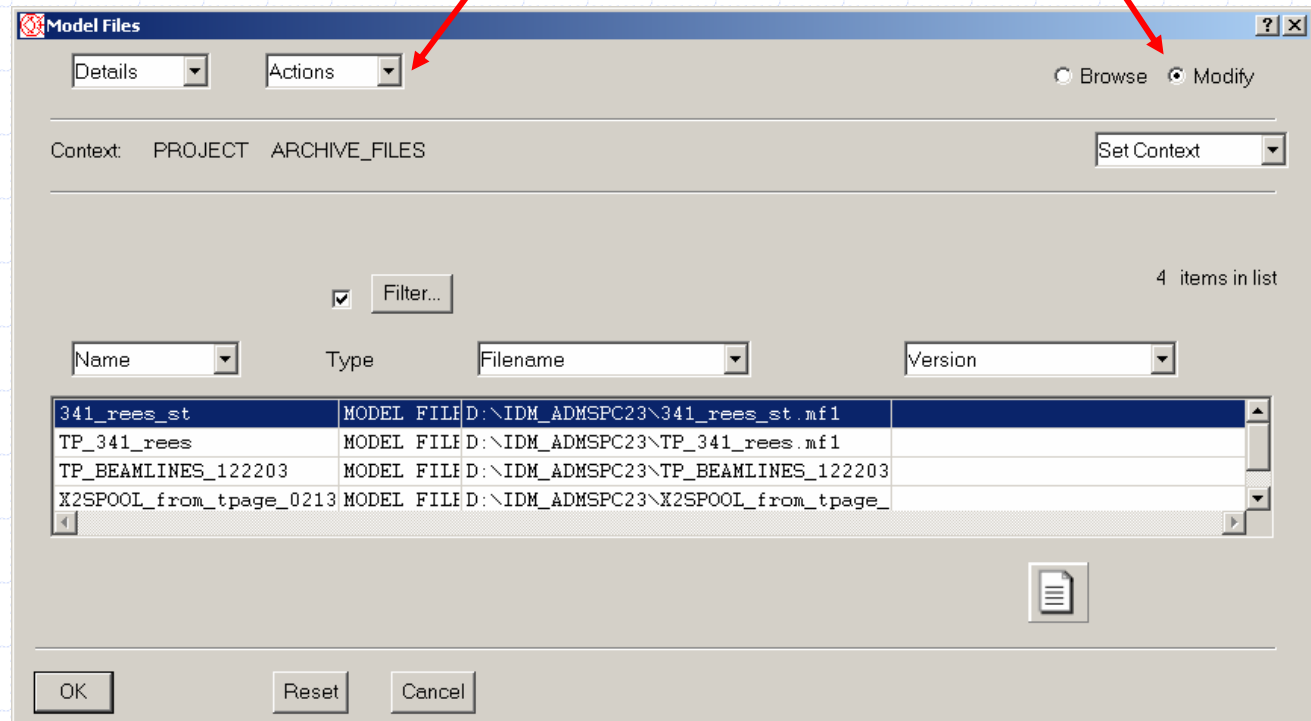 Model Files
Details Actions Browse Modify
Context: PROJECT ARCHIVE_FILES Set Context
4 items in list
Filter...
Name Type Filename Version
341_rees_st MODEL FILE D:\IDM_ADMSPC23\341_rees_st.mf1
TP_341_rees MODEL FILE D:\IDM_ADMSPC23\TP_341_rees.mf1
TP_BEAMLINES_122203 MODEL FILE D:\IDM_ADMSPC23\TP_BEAMLINES_122203
X2SPOOL_from_tpage_0213 MODEL FILE D:\IDM_ADMSPC23\X2SPOOL_from_tpage_
OK Reset Cancel